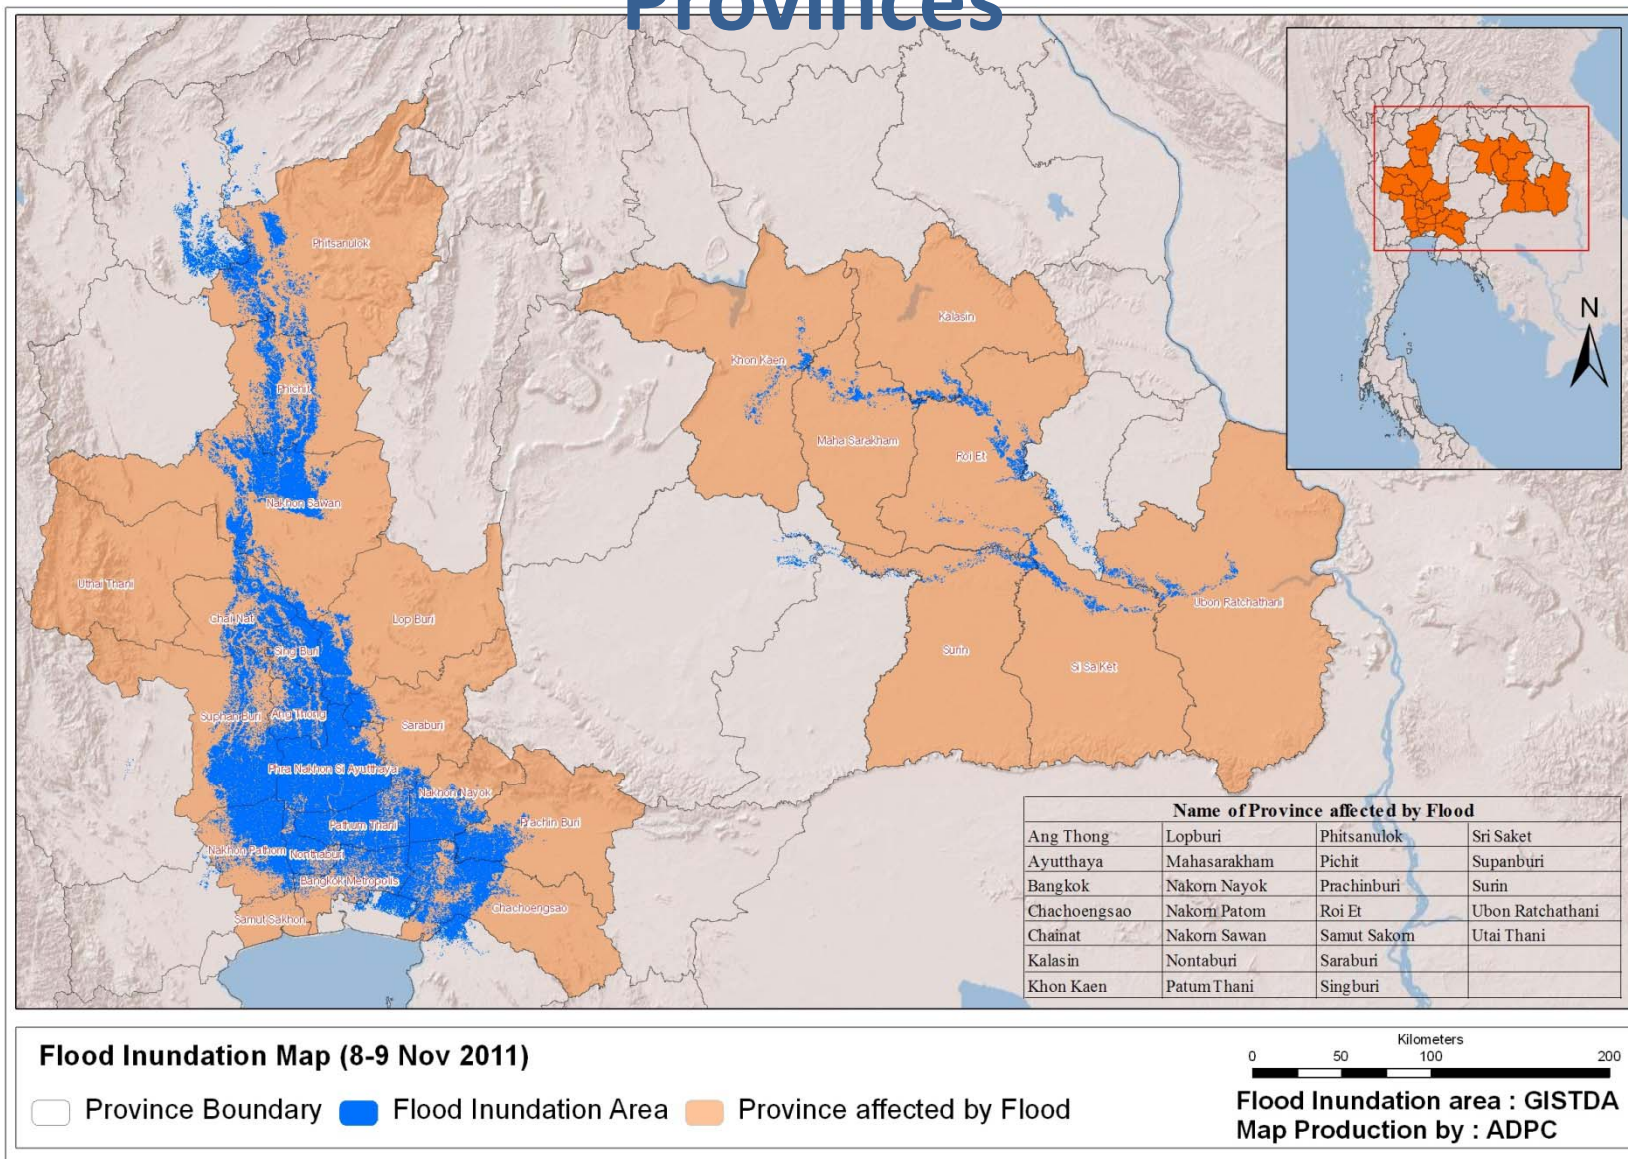 Provinces
N
Phitsanulok
Kalasin
Khon Kaen
Phichit
Maha Sarakham
Roi Et
Nakhon Sawan
Uthai Thani
Ubon Ratchathani
Chai Nat
Lop Buri
Sing Buri
Surin
Si Sa Ket
Suphan Buri
Ang Thong
Saraburi
Phra Nakhon Si Ayutthaya
Nakhon Nayok
Prachin Buri
Pathum Thani
Nakhon Pathom
Nonthaburi
Bangkok Metropolis
Chachoengsao
Samut Sakhon
Name of Province affected by Flood
Ang Thong Lopburi Phitsanulok Sri Saket
Ayutthaya Mahasarakham Pichit Supanburi
Bangkok Nakorn Nayok Prachinburi Surin
Chachoengsao Nakorn Patom Roi Et Ubon Ratchathani
Chainat Nakorn Sawan Samut Sakorn Utai Thani
Kalasin Nontaburi Saraburi
Khon Kaen Patum Thani Singburi
Flood Inundation Map (8-9 Nov 2011)
Province Boundary Flood Inundation Area Province affected by Flood
Kilometers
0 50 100 200
Flood Inundation area : GISTDA
Map Production by : ADPC